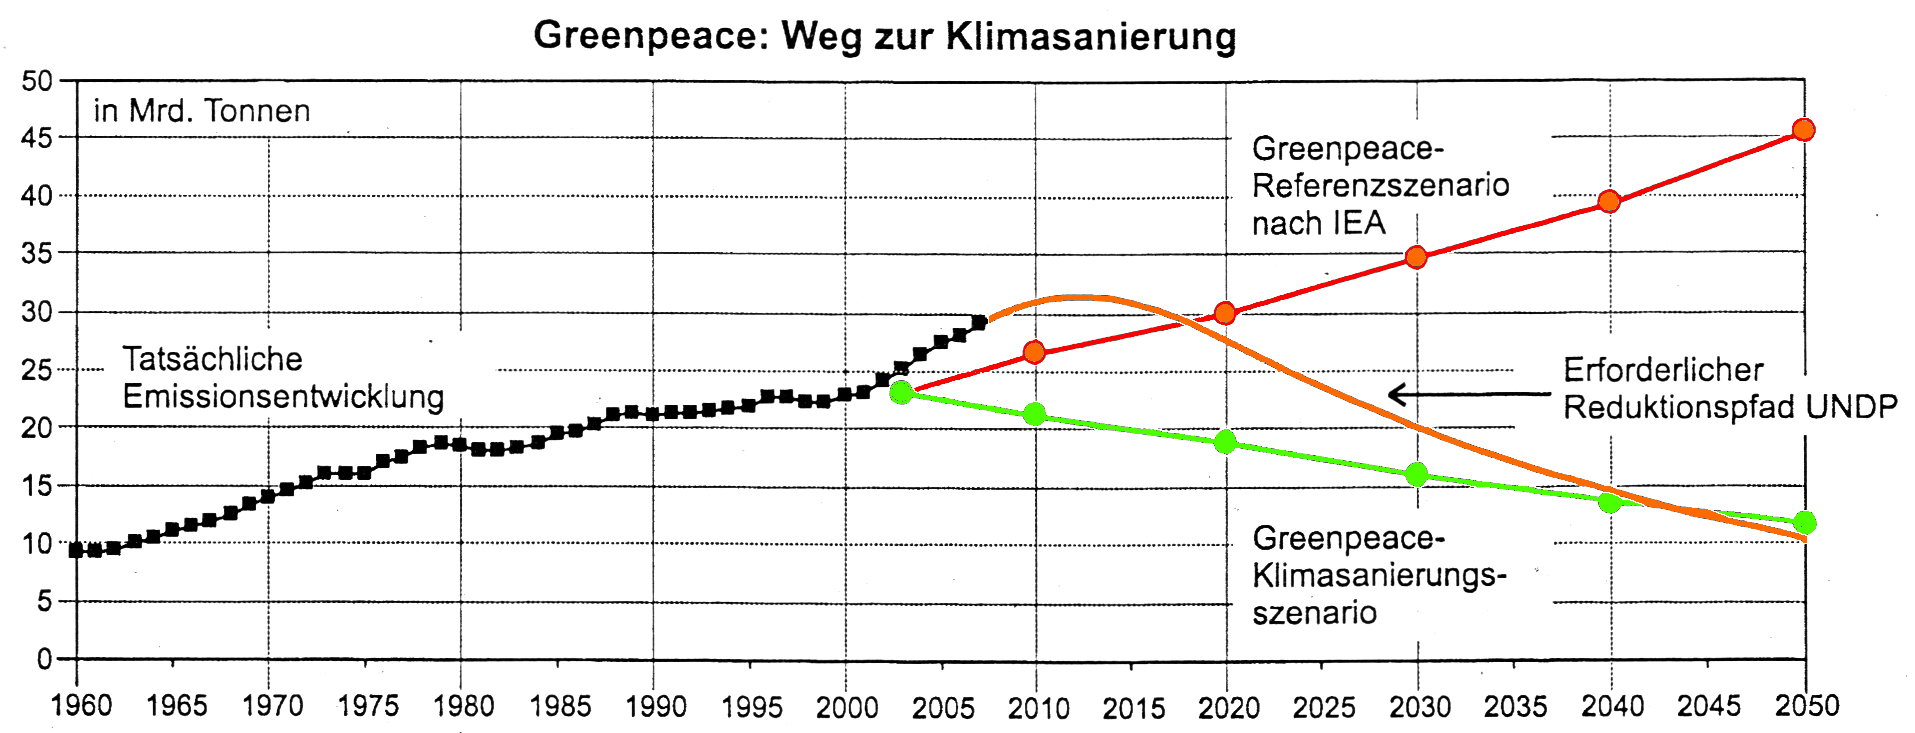 Greenpeace: Weg zur Klimasanierung
50
in Mrd. Tonnen
45
40
35
30
25
20
15
10
5
0
Greenpeace-
Referenzszenario
nach IEA
Tatsächliche
Emissionsentwicklung
Erforderlicher
Reduktionspfad UNDP
Greenpeace-
Klimasanierungs-
szenario
1960 1965 1970 1975 1980 1985 1990 1995 2000 2005 2010 2015 2020 2025 2030 2035 2040 2045 2050